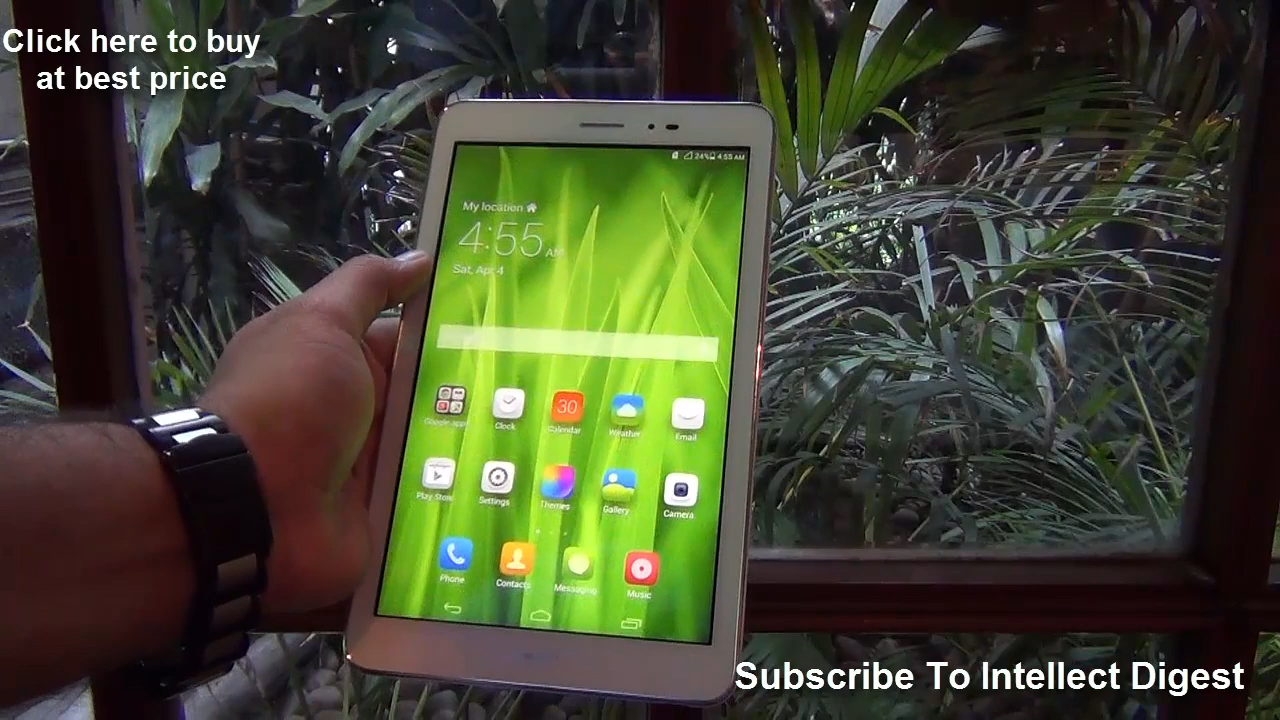 Click here to buy
at best price
24% 4:55 AM
My location
4:55 AM
Sat, Apr 4
30
Google apps
Clock
Calendar
Weather
Email
Play Store
Settings
Themes
Gallery
Camera
Phone
Contacts
Messaging
Music
Subscribe To Intellect Digest